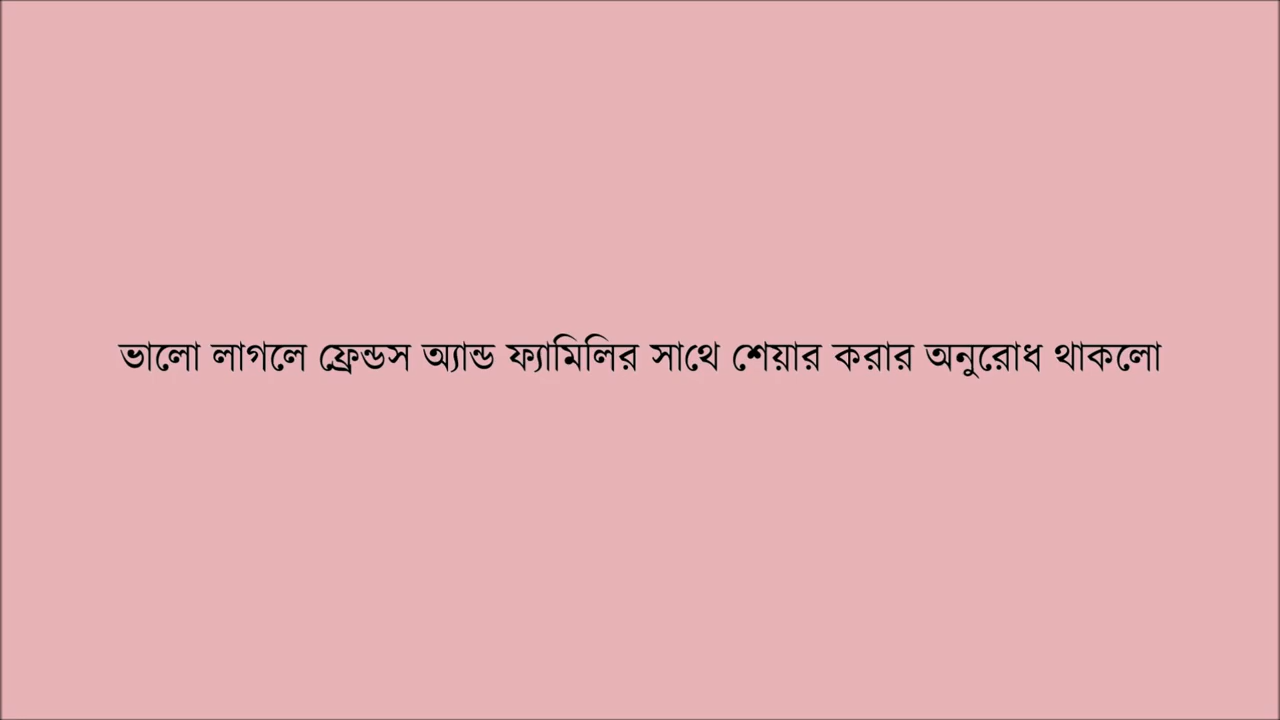 ভালো লাগলে ফ্রেন্ডস অ্যান্ড ফ্যামিলির সাথে শেয়ার করার অনুরোধ থাকলো